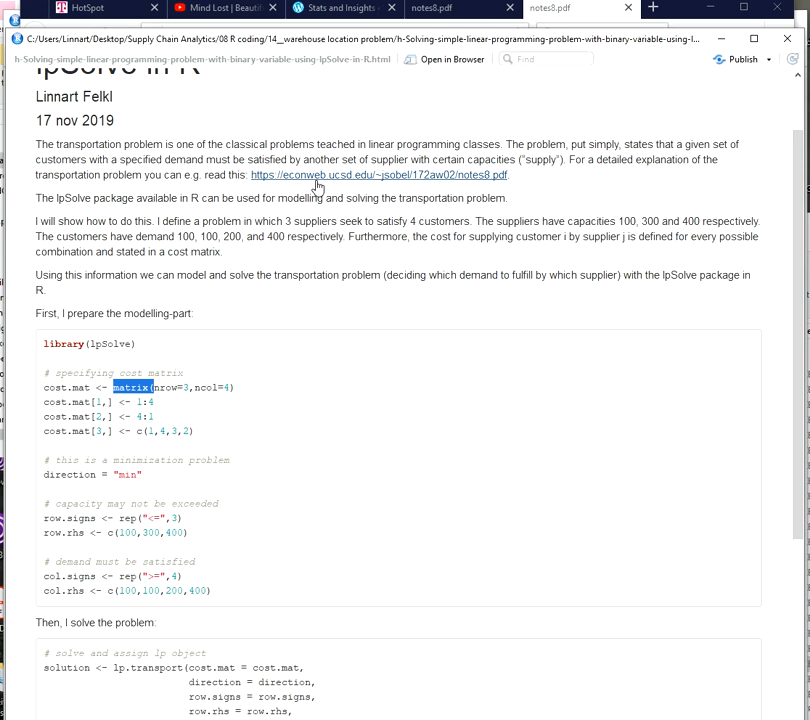 HotSpot
Mind Lost | Beautif
Stats and Insights
notes8.pdf
notes8.pdf
C:/Users/Linnart/Desktop/Supply Chain Analytics/08 R coding/14__warehouse location problem/h-Solving-simple-linear-programming-problem-with-binary-variable-using-l...
h-Solving-simple-linear-programming-problem-with-binary-variable-using-lpSolve-in-R.html
Open in Browser
Find
Publish
lpSolve in R
Linnart Felkl
17 nov 2019
The transportation problem is one of the classical problems teached in linear programming classes. The problem, put simply, states that a given set of
customers with a specified demand must be satisfied by another set of supplier with certain capacities ("supply"). For a detailed explanation of the
transportation problem you can e.g. read this: https://econweb.ucsd.edu/~jsobel/172aw02/notes8.pdf.
The lpSolve package available in R can be used for modelling and solving the transportation problem.
I will show how to do this. I define a problem in which 3 suppliers seek to satisfy 4 customers. The suppliers have capacities 100, 300 and 400 respectively.
The customers have demand 100, 100, 200, and 400 respectively. Furthermore, the cost for supplying customer i by supplier j is defined for every possible
combination and stated in a cost matrix.
Using this information we can model and solve the transportation problem (deciding which demand to fulfill by which supplier) with the lpSolve package in
R.
First, I prepare the modelling-part:
library(lpSolve)
# specifying cost matrix
cost.mat <- matrix(nrow=3,ncol=4)
cost.mat[1,] <- 1:4
cost.mat[2,] <- 4:1
cost.mat[3,] <- c(1,4,3,2)
# this is a minimization problem
direction = "min"
# capacity may not be exceeded
row.signs <- rep("<=",3)
row.rhs <- c(100,300,400)
# demand must be satisfied
col.signs <- rep(">=",4)
col.rhs <- c(100,100,200,400)
Then, I solve the problem:
# solve and assign lp object
solution <- lp.transport(cost.mat = cost.mat,
direction = direction,
row.signs = row.signs,
row.rhs = row.rhs,